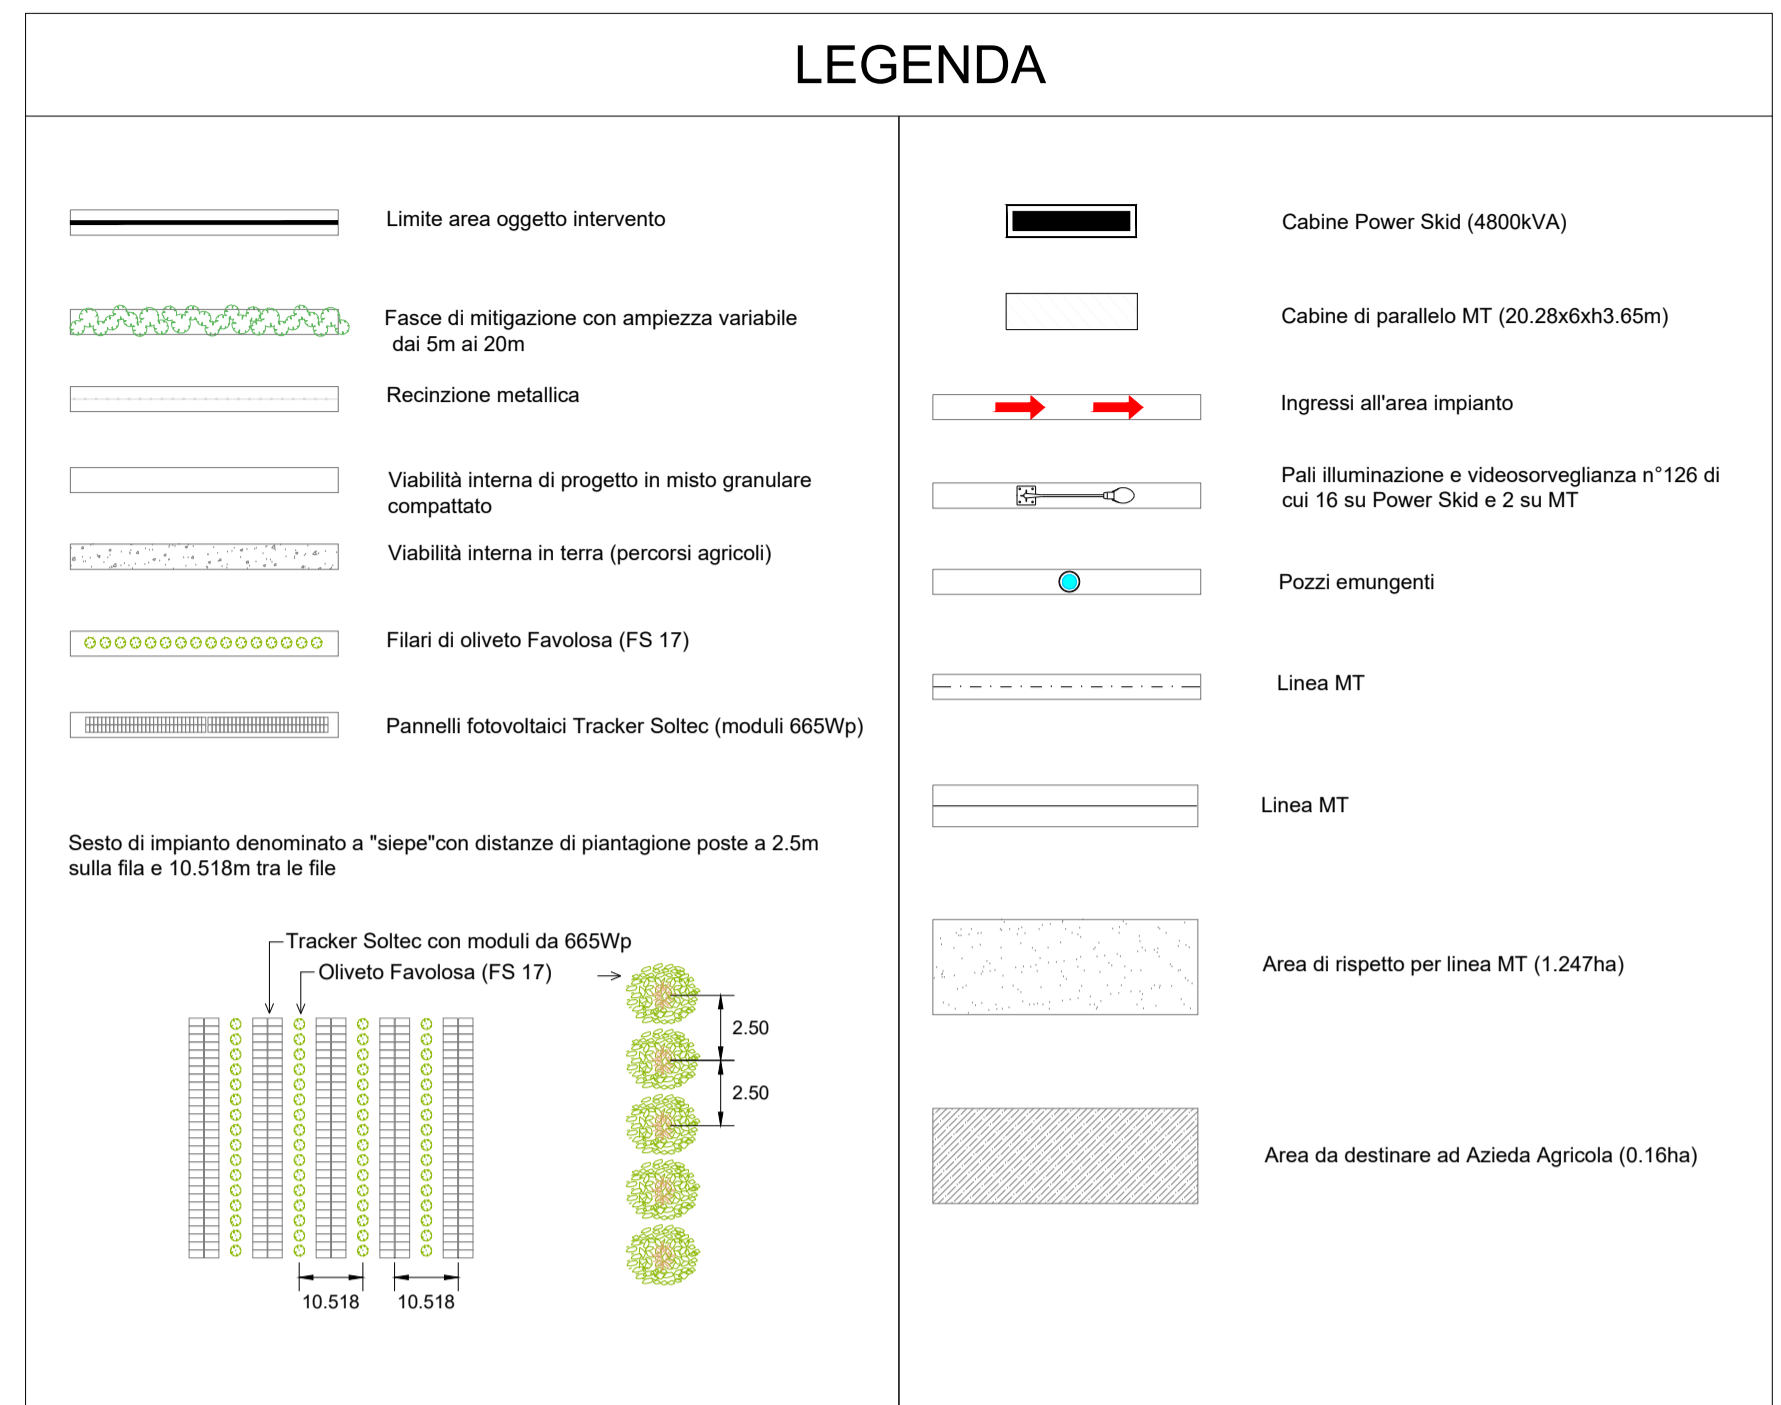 LEGENDA
Limite area oggetto intervento
Fasce di mitigazione con ampiezza variabile
dai 5m ai 20m
Recinzione metallica
Viabilità interna di progetto in misto granulare
compattato
Viabilità interna in terra (percorsi agricoli)
Filari di oliveto Favolosa (FS 17)
Pannelli fotovoltaici Tracker Soltec (moduli 665Wp)
Sesto di impianto denominato a "siepe"con distanze di piantagione poste a 2.5m
sulla fila e 10.518m tra le file
Tracker Soltec con moduli da 665Wp
Oliveto Favolosa (FS 17)
2.50
2.50
10.518
10.518
Cabine Power Skid (4800kVA)
Cabine di parallelo MT (20.28x6xh3.65m)
Ingressi all'area impianto
Pali illuminazione e videosorveglianza n°126 di
cui 16 su Power Skid e 2 su MT
Pozzi emungenti
Linea MT
Linea MT
Area di rispetto per linea MT (1.247ha)
Area da destinare ad Azieda Agricola (0.16ha)